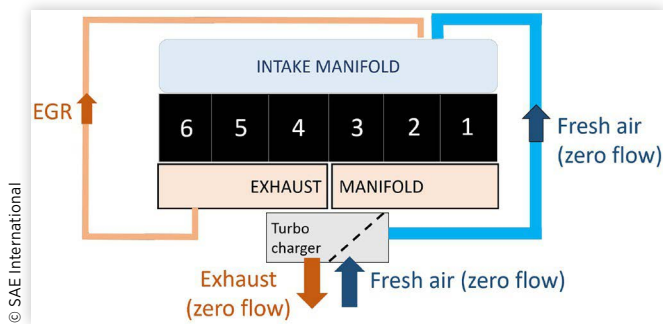 INTAKE MANIFOLD
EGR
6 5 4 3 2 1
Fresh air
(zero flow)
EXHAUST MANIFOLD
Turbo
charger
Exhaust
(zero flow)
Fresh air (zero flow)
© SAE International